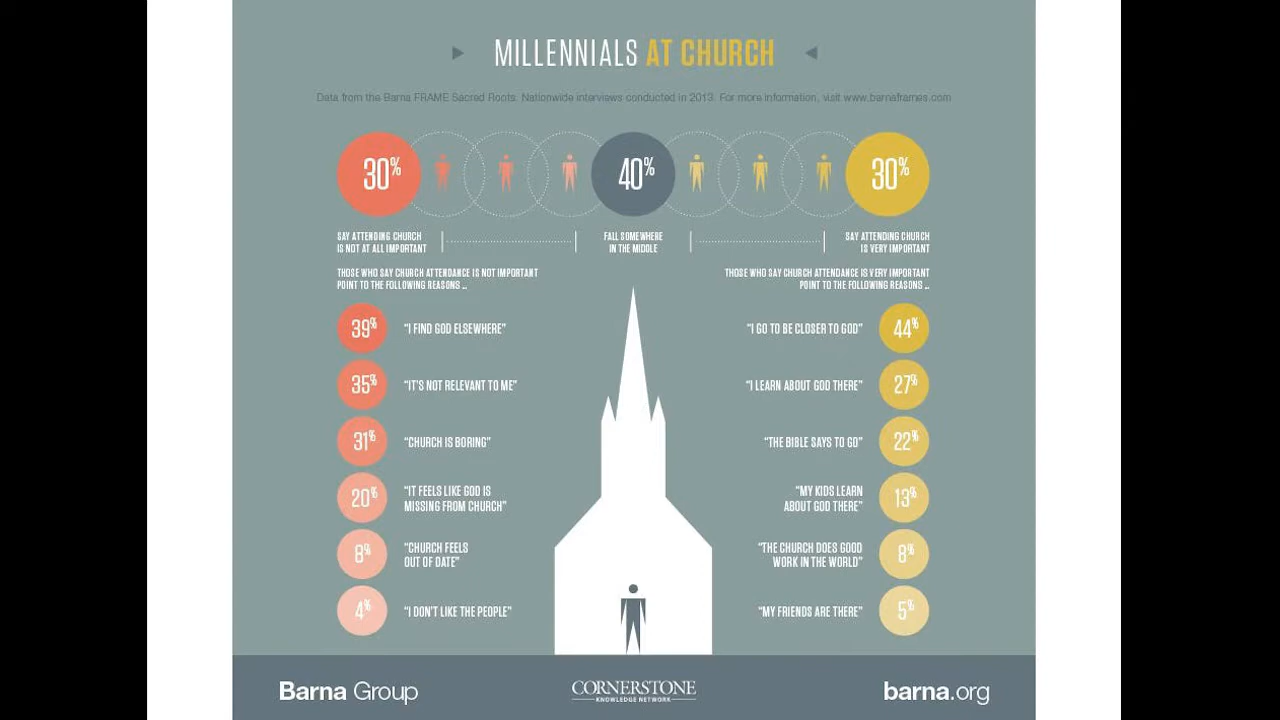 MILLENNIALS AT CHURCH
Data from the Barna FRAME Sacred Roots. Nationwide interviews conducted in 2013. For more information, visit www.barnaframes.com
30%
40%
30%
SAY ATTENDING CHURCH
IS NOT AT ALL IMPORTANT
FALL SOMEWHERE
IN THE MIDDLE
SAY ATTENDING CHURCH
IS VERY IMPORTANT
THOSE WHO SAY CHURCH ATTENDANCE IS NOT IMPORTANT
POINT TO THE FOLLOWING REASONS ...
THOSE WHO SAY CHURCH ATTENDANCE IS VERY IMPORTANT
POINT TO THE FOLLOWING REASONS ...
39% "I FIND GOD ELSEWHERE"
35% "IT'S NOT RELEVANT TO ME"
31% "CHURCH IS BORING"
20% "IT FEELS LIKE GOD IS
MISSING FROM CHURCH"
8% "CHURCH FEELS
OUT OF DATE"
4% "I DON'T LIKE THE PEOPLE"
"I GO TO BE CLOSER TO GOD" 44%
"I LEARN ABOUT GOD THERE" 27%
"THE BIBLE SAYS TO GO" 22%
"MY KIDS LEARN
ABOUT GOD THERE" 13%
"THE CHURCH DOES GOOD
WORK IN THE WORLD" 8%
"MY FRIENDS ARE THERE" 5%
Barna Group
CORNERSTONE
KNOWLEDGE NETWORK
barna.org